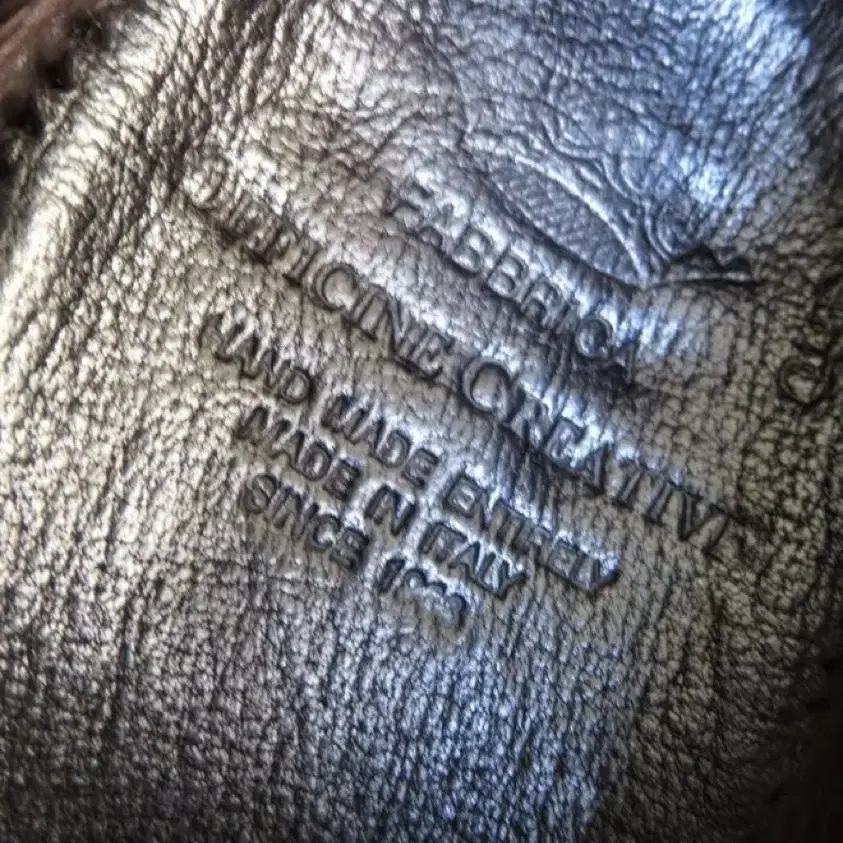 FABBRICA
OFFICINE CREATIVE
HAND MADE ENTIRELY
MADE IN ITALY
SINCE